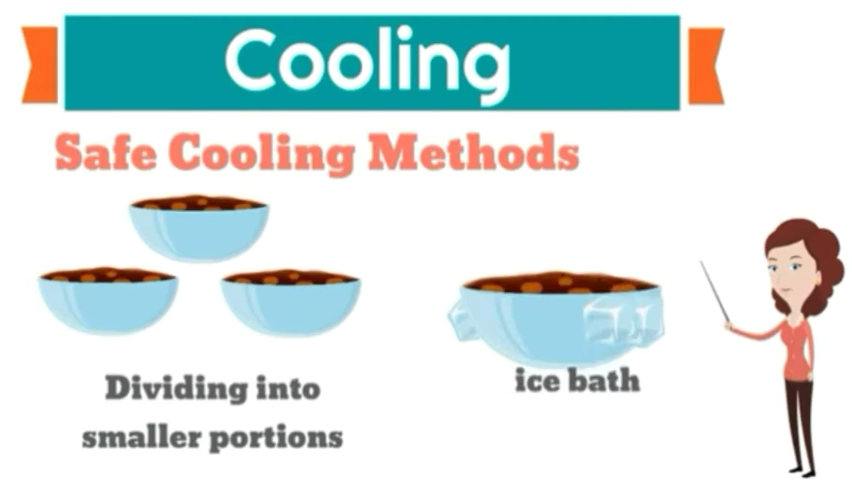 Cooling
Safe Cooling Methods
Dividing into
smaller portions
ice bath